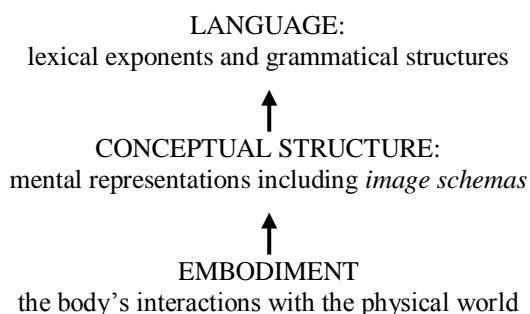 LANGUAGE:
lexical exponents and grammatical structures
CONCEPTUAL STRUCTURE:
mental representations including image schemas
EMBODIMENT
the body's interactions with the physical world